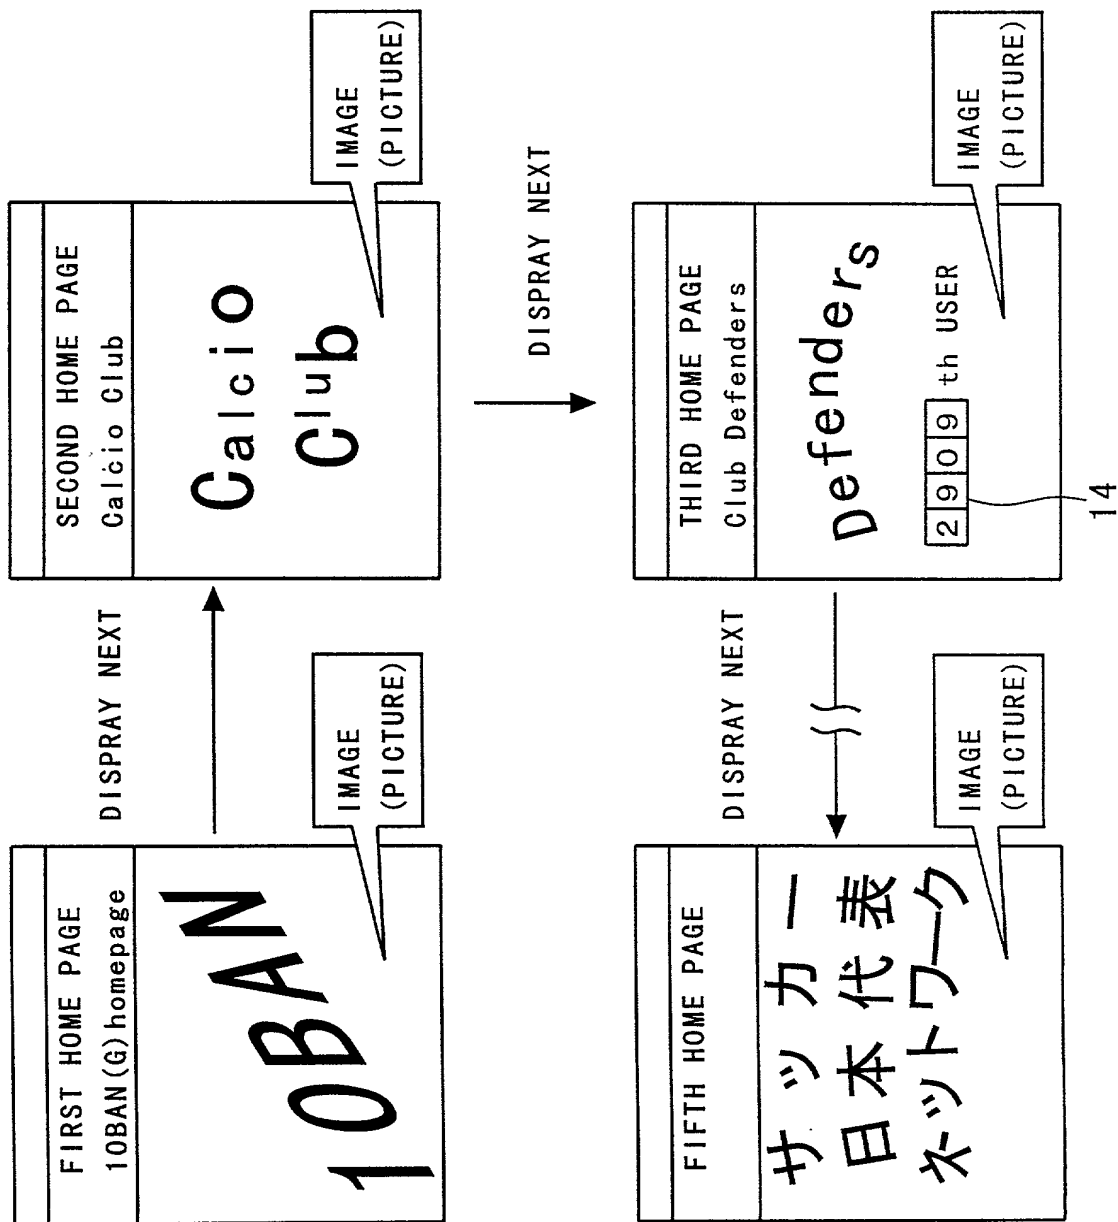 FIRST HOME PAGE
10BAN(G)homepage
10BAN
IMAGE
(PICTURE)
DISPRAY NEXT
SECOND HOME PAGE
Calcio Club
Calcio
Club
IMAGE
(PICTURE)
DISPRAY NEXT
THIRD HOME PAGE
Club Defenders
Defenders
2909th USER
14
IMAGE
(PICTURE)
DISPRAY NEXT
FIFTH HOME PAGE
サッカー
日本代表
ネットワーク
IMAGE
(PICTURE)